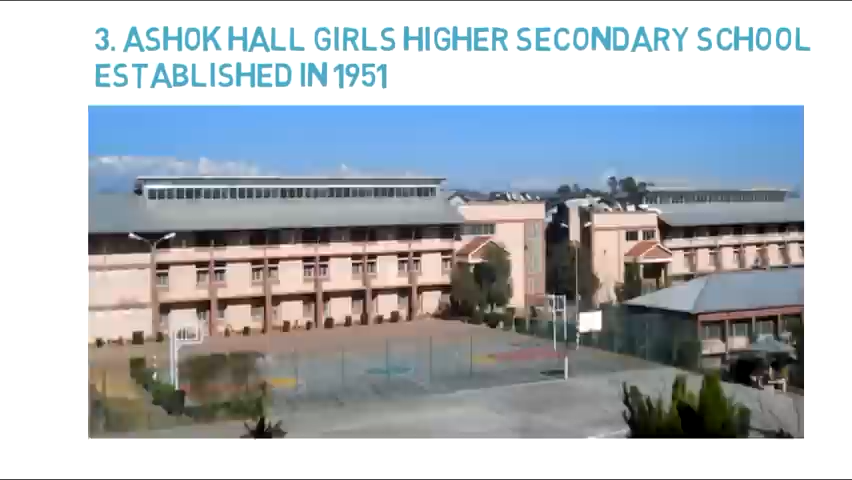 3. ASHOK HALL GIRLS HIGHER SECONDARY SCHOOL
ESTABLISHED IN 1951